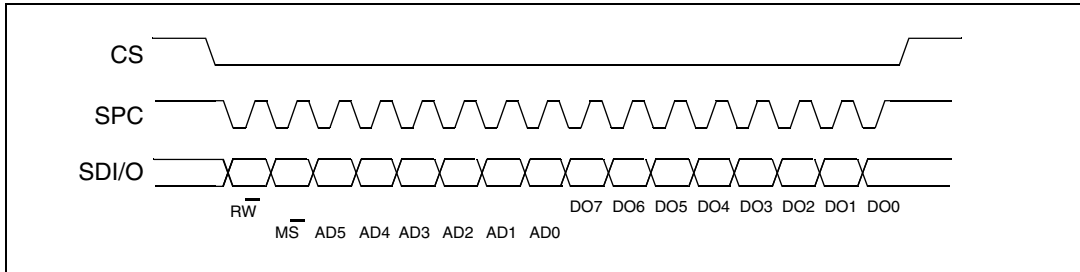 CS
SPC
SDI/O
RW̅
DO7 DO6 DO5 DO4 DO3 DO2 DO1 DO0
MS̅ AD5 AD4 AD3 AD2 AD1 AD0